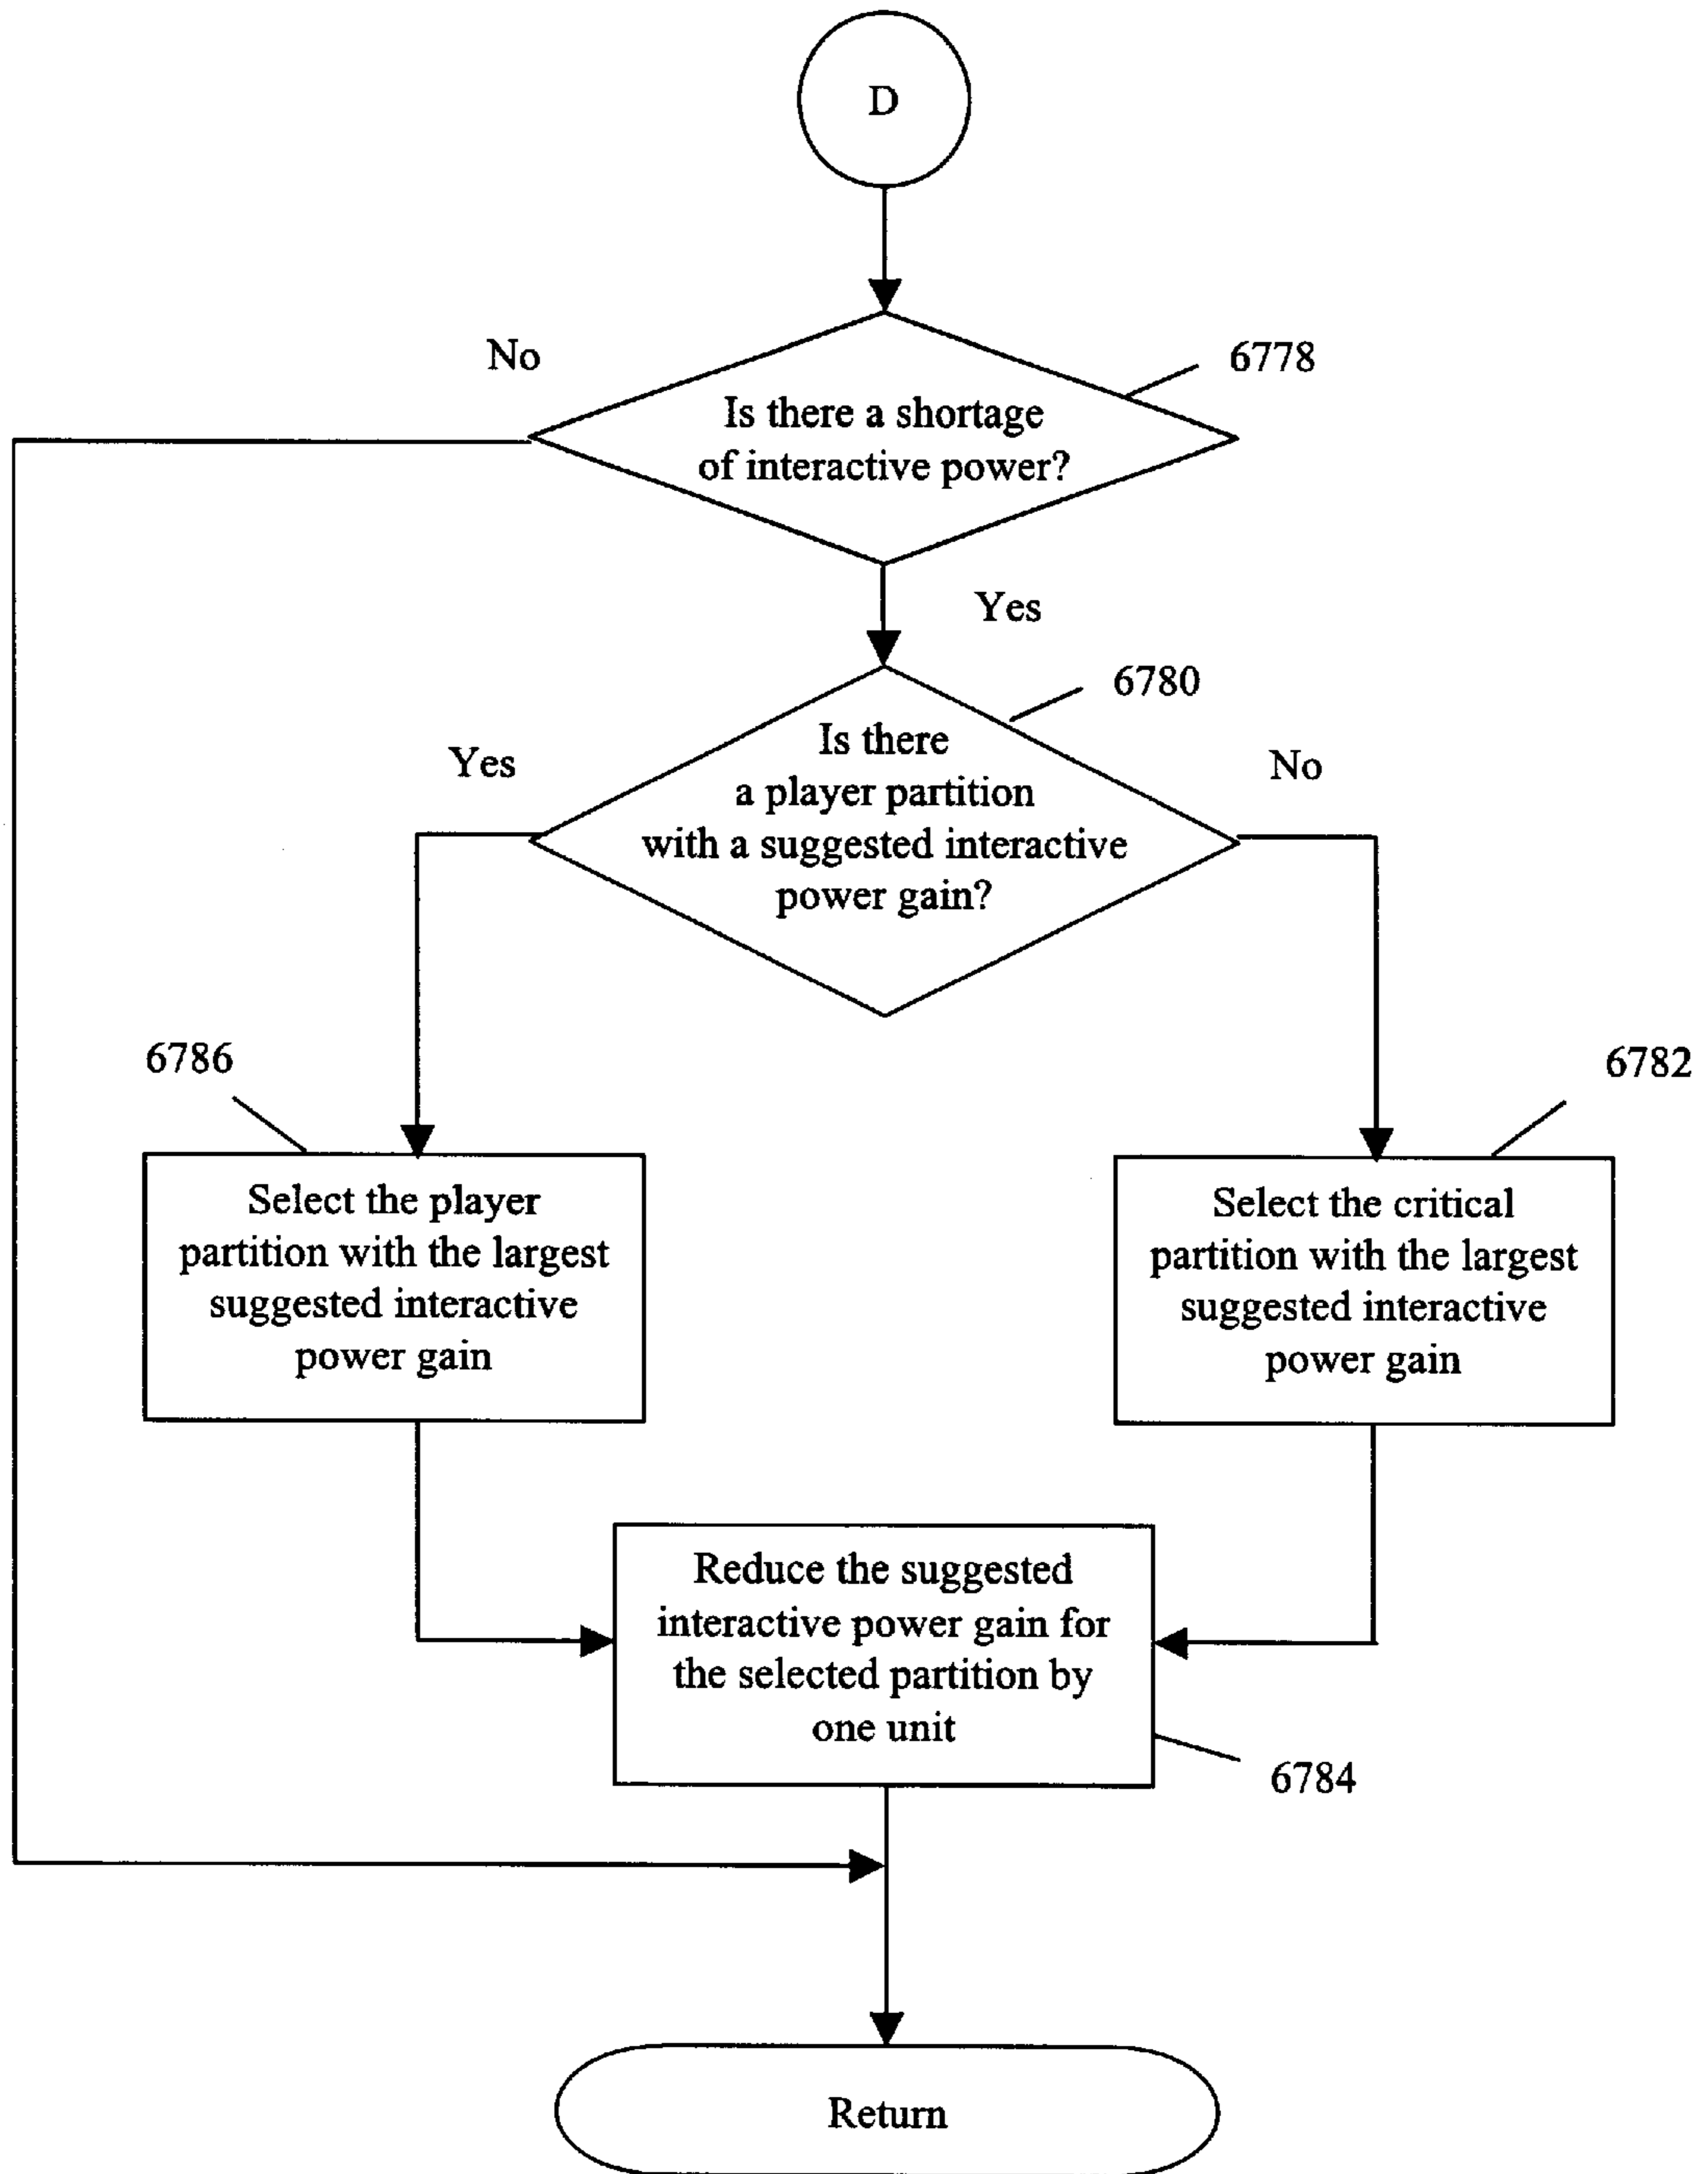 D
No
6778
Is there a shortage
of interactive power?
Yes
6780
Is there
a player partition
with a suggested interactive
power gain?
Yes
No
6786
6782
Select the player
partition with the largest
suggested interactive
power gain
Select the critical
partition with the largest
suggested interactive
power gain
Reduce the suggested
interactive power gain for
the selected partition by
one unit
6784
Return